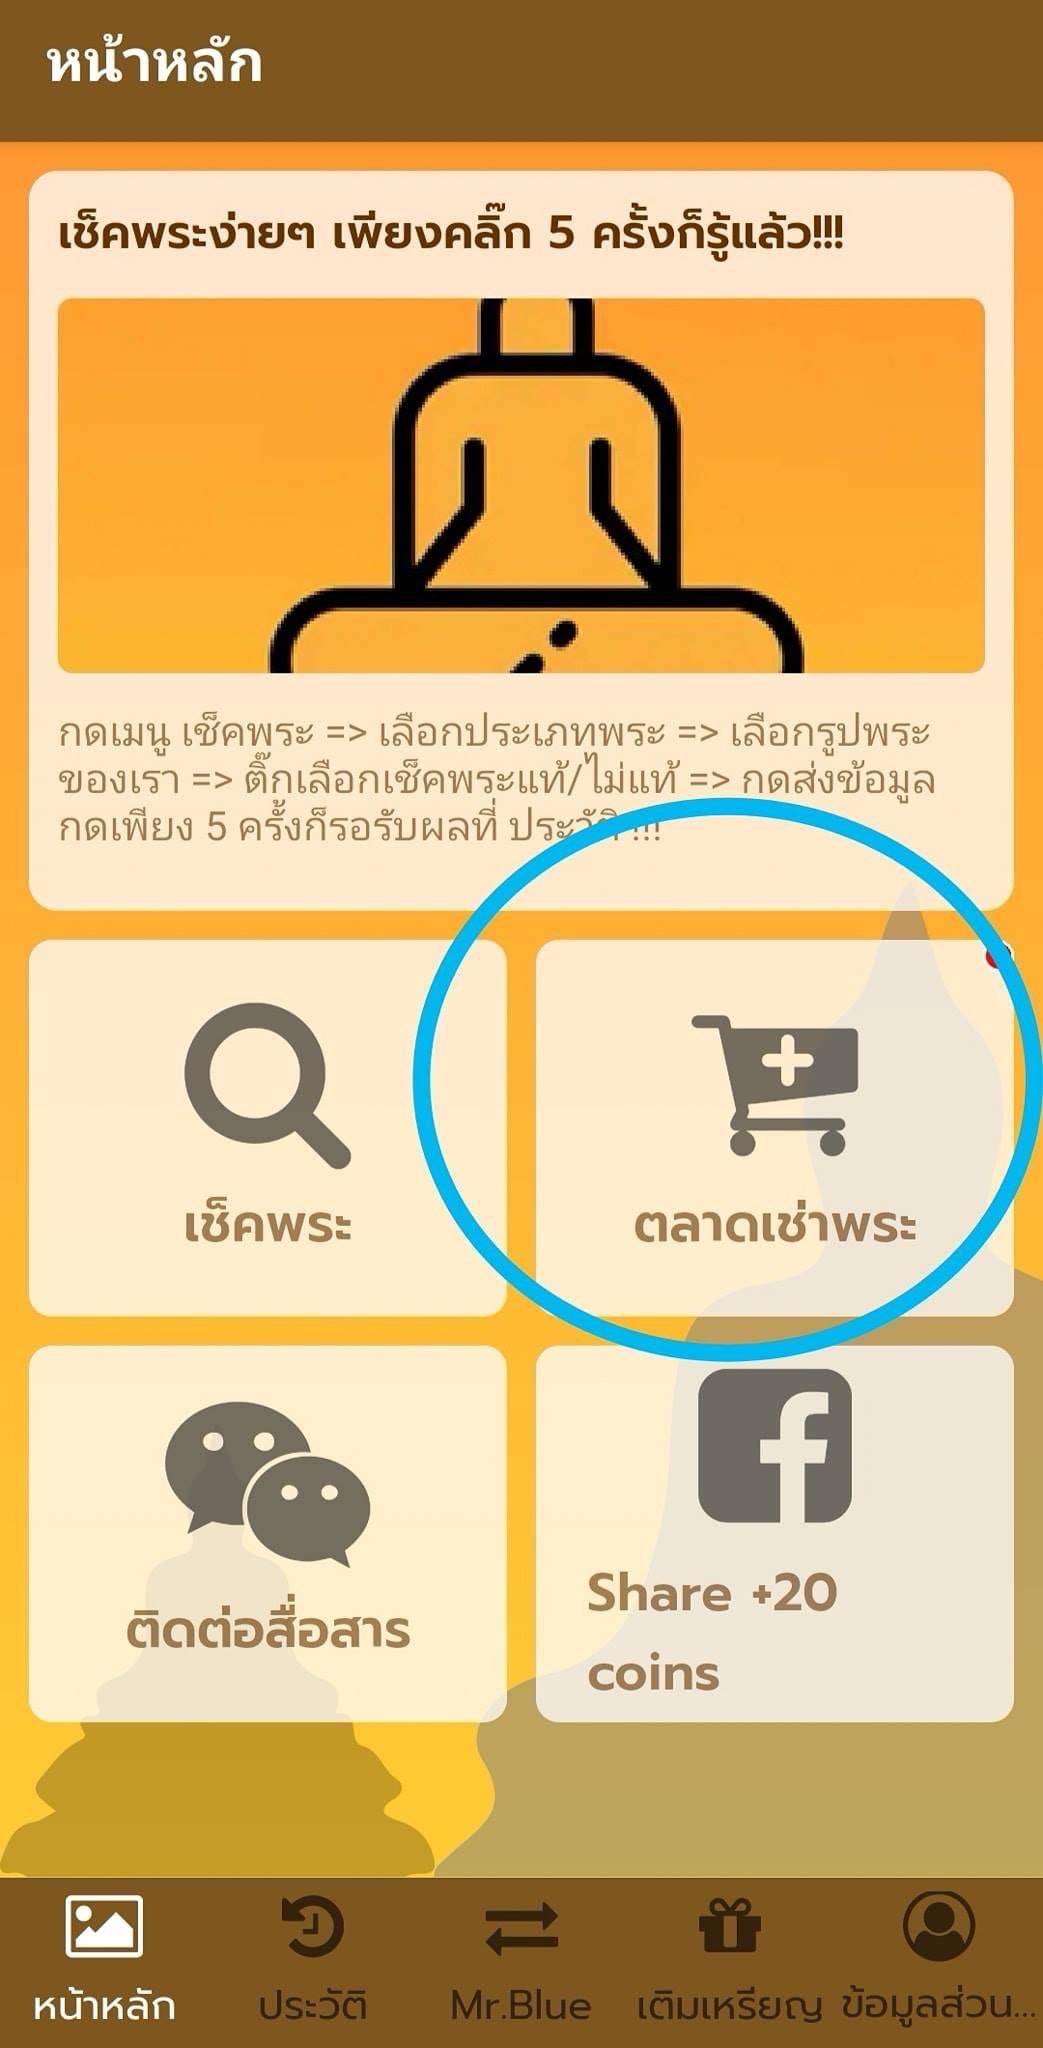 หน้าหลัก
เช็คพระง่ายๆ เพียงคลิ๊ก 5 ครั้งก็รู้แล้ว!!!
กดเมนู เช็คพระ => เลือกประเภทพระ => เลือกรูปพระ
ของเรา => ติ๊กเลือกเช็คพระแท้/ไม่แท้ => กดส่งข้อมูล
กดเพียง 5 ครั้งก็รอรับผลที่ ประวัติ !!!
เช็คพระ
ตลาดเช่าพระ
ติดต่อสื่อสาร
Share +20
coins
หน้าหลัก ประวัติ Mr.Blue เติมเหรียญ ข้อมูลส่วน...